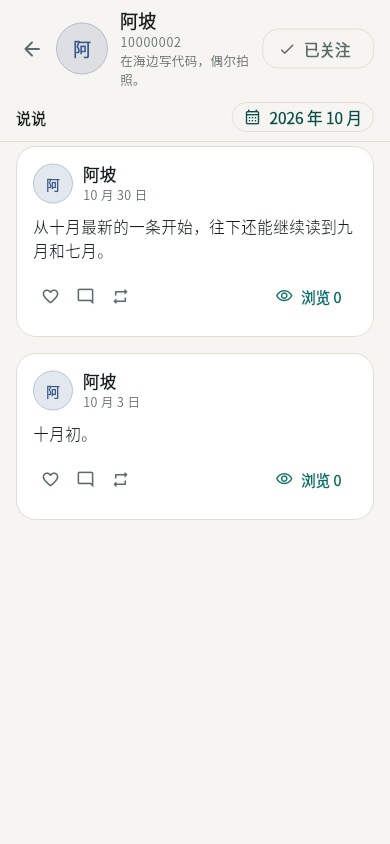 阿
阿坡
10000002
在海边写代码，偶尔拍
照。
已关注
说说
2026 年 10 月
阿
阿坡
10 月 30 日
从十月最新的一条开始，往下还能继续读到九
月和七月。
浏览 0
阿
阿坡
10 月 3 日
十月初。
浏览 0